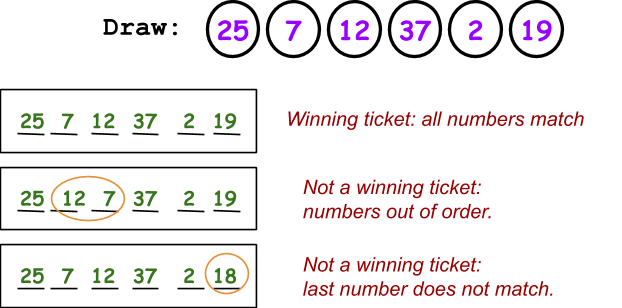 Draw: 25 7 12 37 2 19
25 7 12 37 2 19 Winning ticket: all numbers match
25 12 7 37 2 19 Not a winning ticket:
numbers out of order.
25 7 12 37 2 18 Not a winning ticket:
last number does not match.